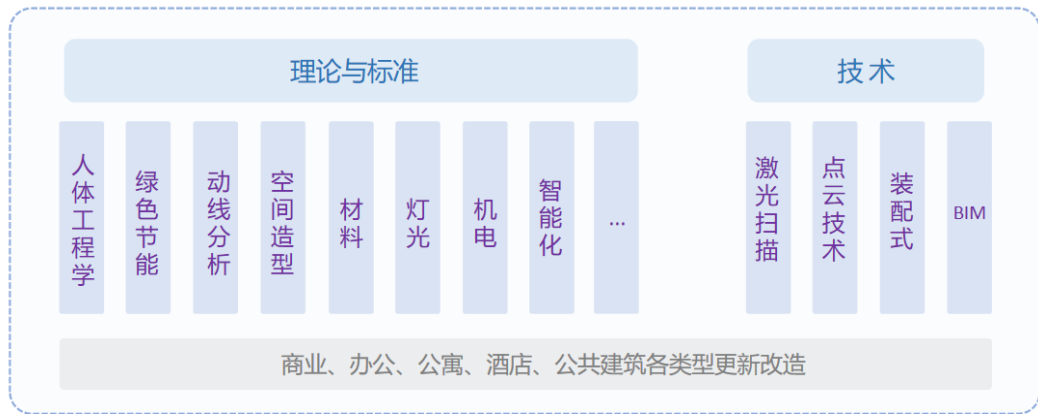 理论与标准
技术
人体工程学
绿色节能
动线分析
空间造型
材料
灯光
机电
智能化
...
激光扫描
点云技术
装配式
BIM
商业、办公、公寓、酒店、公共建筑各类型更新改造